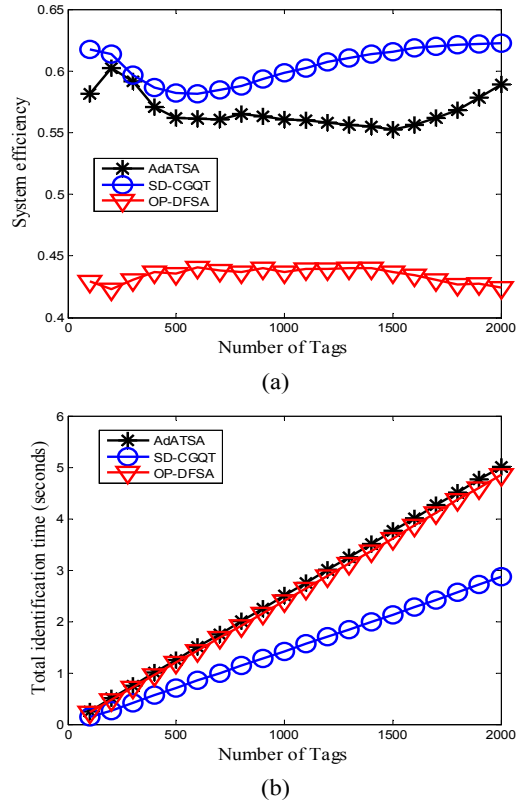 0.65
0.6
0.55
0.5
0.45
0.4
System efficiency
AdATSA
SD-CGQT
OP-DFSA
0 500 1000 1500 2000
Number of Tags
(a)
6
5
4
3
2
1
0
Total identification time (seconds)
AdATSA
SD-CGQT
OP-DFSA
0 500 1000 1500 2000
Number of Tags
(b)